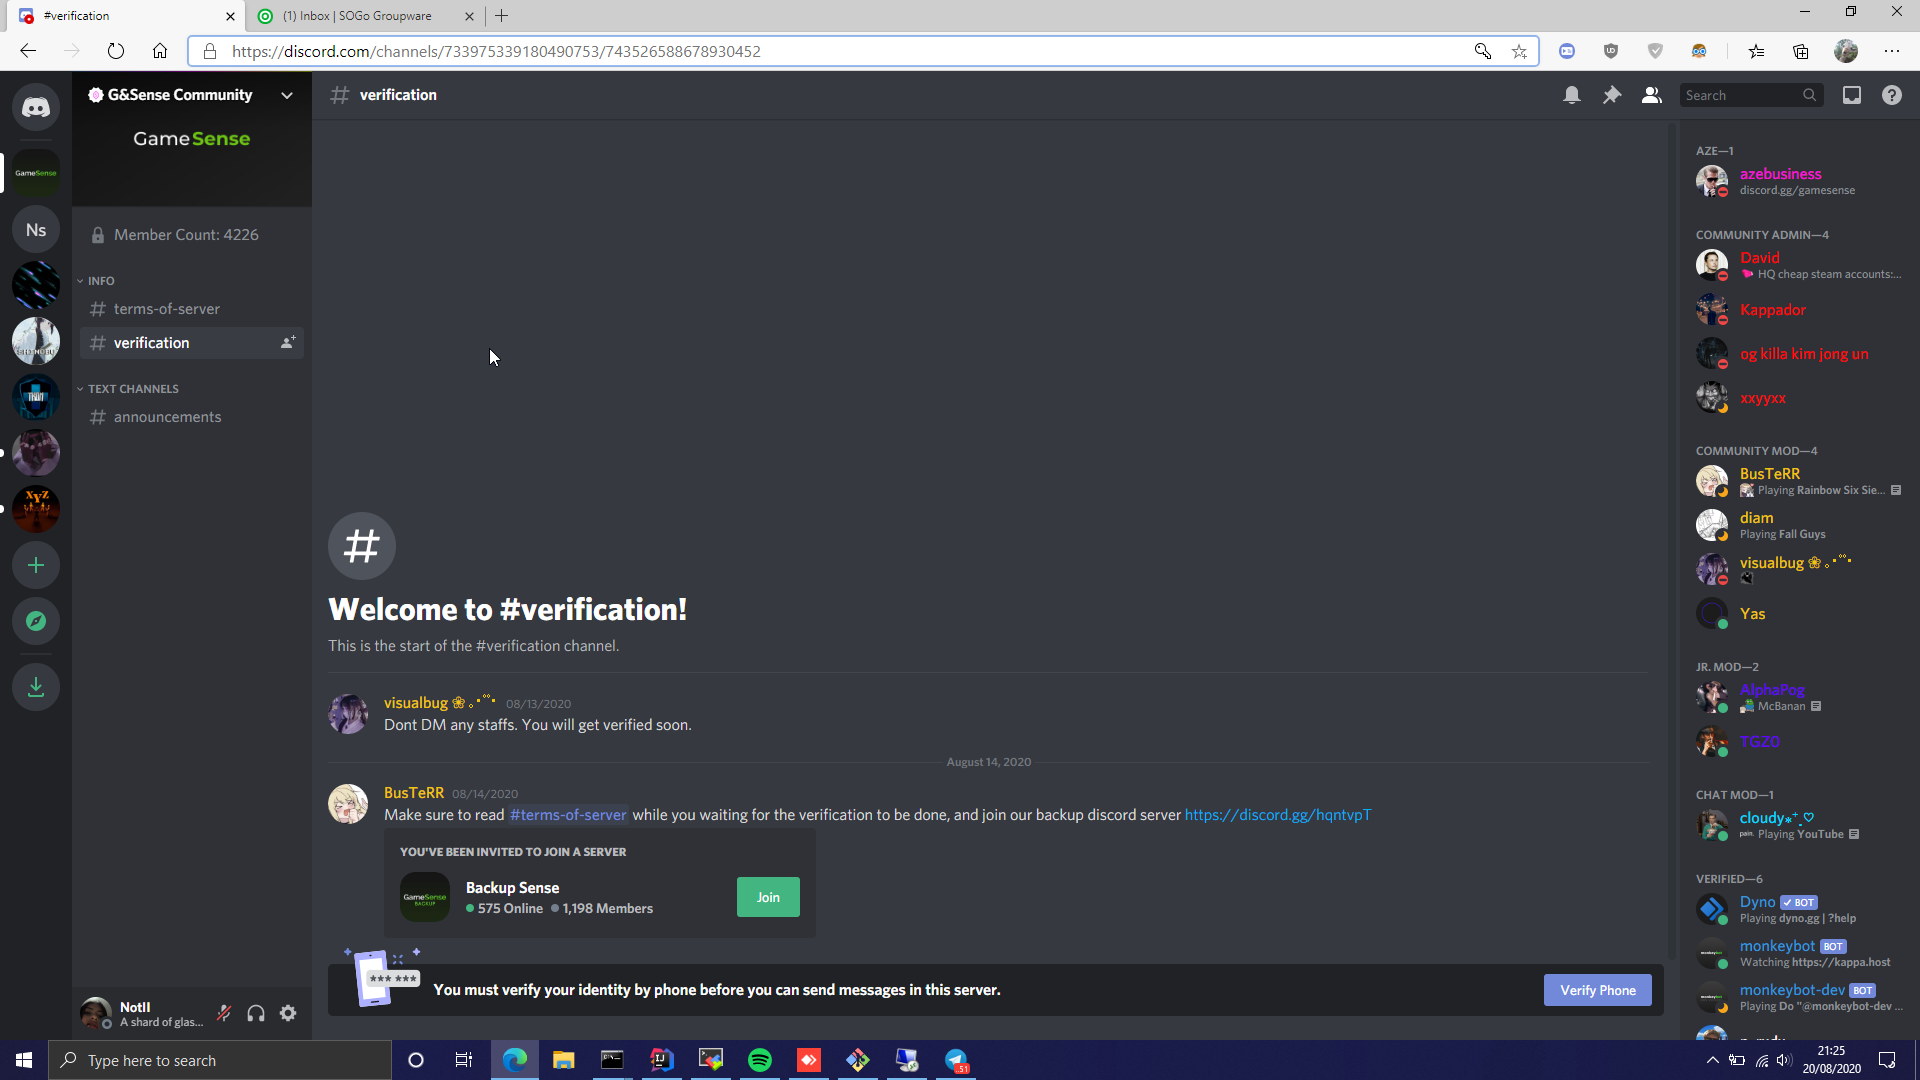 #verification
(1) Inbox | SOGo Groupware
https://discord.com/channels/733975339180490753/743526588678930452
G&Sense Community
verification
Search
GameSense
GameSense
Ns
Member Count: 4226
INFO
terms-of-server
verification
TEXT CHANNELS
announcements
XYZ
Welcome to #verification!
This is the start of the #verification channel.
visualbug 08/13/2020
Dont DM any staffs. You will get verified soon.
August 14, 2020
BusTeRR 08/14/2020
Make sure to read #terms-of-server while you waiting for the verification to be done, and join our backup discord server https://discord.gg/hqntvpT
YOU'VE BEEN INVITED TO JOIN A SERVER
GameSense
BACKUP
Backup Sense
575 Online 1,198 Members
Join
*** ***
You must verify your identity by phone before you can send messages in this server.
Verify Phone
AZE—1
azebusiness
discord.gg/gamesense
COMMUNITY ADMIN—4
David
HQ cheap steam accounts:...
Kappador
og killa kim jong un
xxyyxx
COMMUNITY MOD—4
BusTeRR
Playing Rainbow Six Sie...
diam
Playing Fall Guys
visualbug
Yas
JR. MOD—2
AlphaPog
McBanan
TGZ0
CHAT MOD—1
cloudy
pain. Playing YouTube
VERIFIED—6
Dyno BOT
Playing dyno.gg | ?help
monkeybot BOT
Watching https://kappa.host
monkeybot-dev BOT
Playing Do "@monkeybot-dev ...
NotII
A shard of glas...
Type here to search
51
21:25
20/08/2020